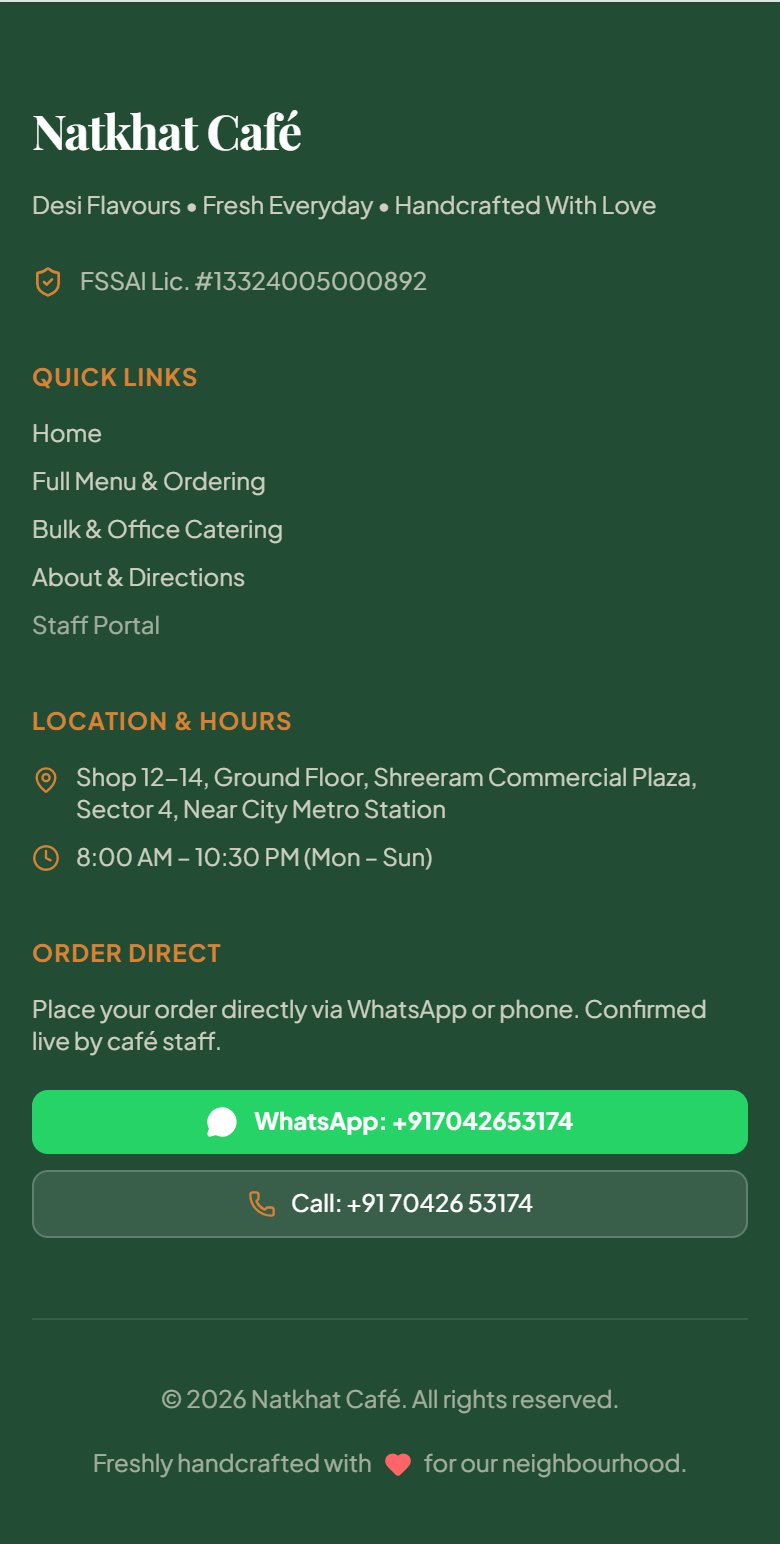 Natkhat Café
Desi Flavours • Fresh Everyday • Handcrafted With Love
FSSAI Lic. #13324005000892
QUICK LINKS
Home
Full Menu & Ordering
Bulk & Office Catering
About & Directions
Staff Portal
LOCATION & HOURS
Shop 12–14, Ground Floor, Shreeram Commercial Plaza,
Sector 4, Near City Metro Station
8:00 AM – 10:30 PM (Mon – Sun)
ORDER DIRECT
Place your order directly via WhatsApp or phone. Confirmed
live by café staff.
WhatsApp: +917042653174
Call: +91 70426 53174
© 2026 Natkhat Café. All rights reserved.
Freshly handcrafted with ❤ for our neighbourhood.